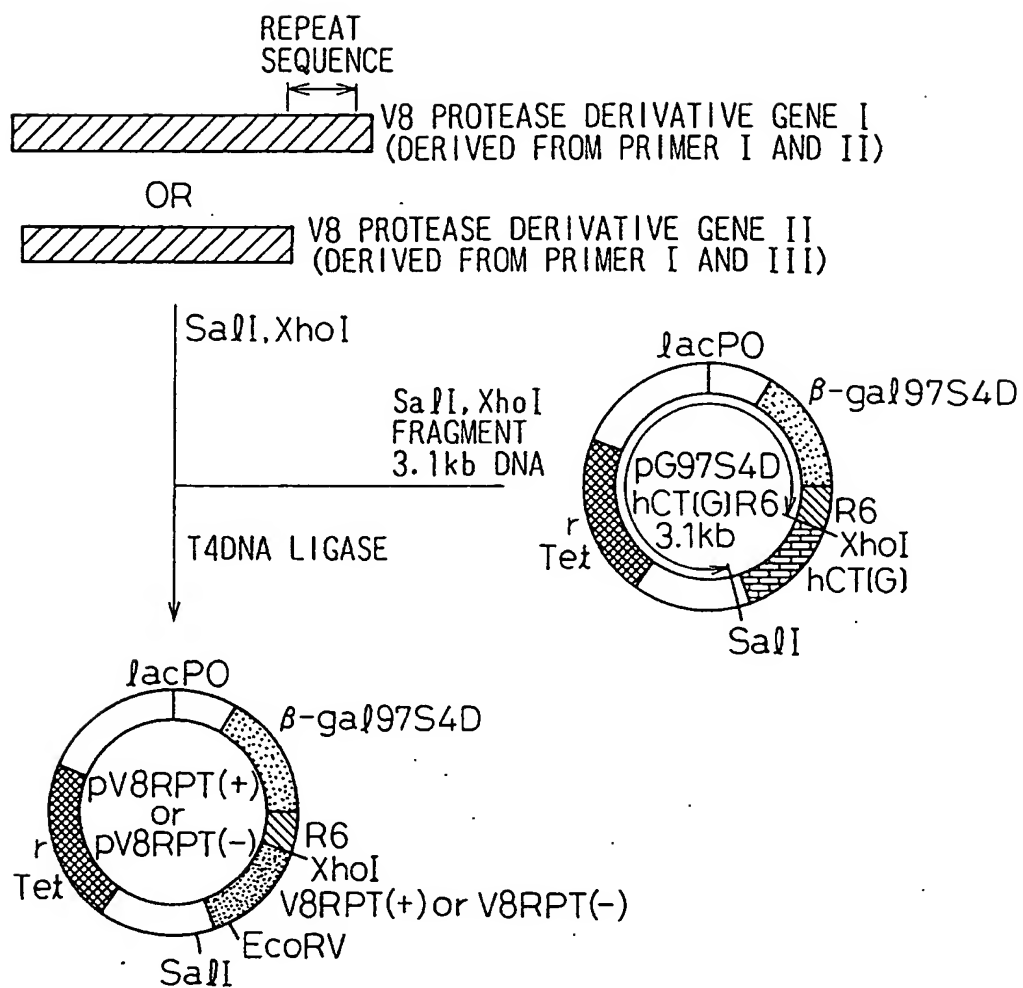 REPEAT
SEQUENCE
V8 PROTEASE DERIVATIVE GENE I
(DERIVED FROM PRIMER I AND II)
OR
V8 PROTEASE DERIVATIVE GENE II
(DERIVED FROM PRIMER I AND III)
SalI,XhoI
SalI,XhoI
FRAGMENT
3.1kb DNA
T4DNA LIGASE
lacPO
β-gal97S4D
pG97S4D
hCT(G)R6
3.1kb
R6
XhoI
hCT(G)
r
Tet
SalI
lacPO
β-gal97S4D
pV8RPT(+)
or
pV8RPT(-)
R6
XhoI
r
Tet
V8RPT(+) or V8RPT(-)
EcoRV
SalI